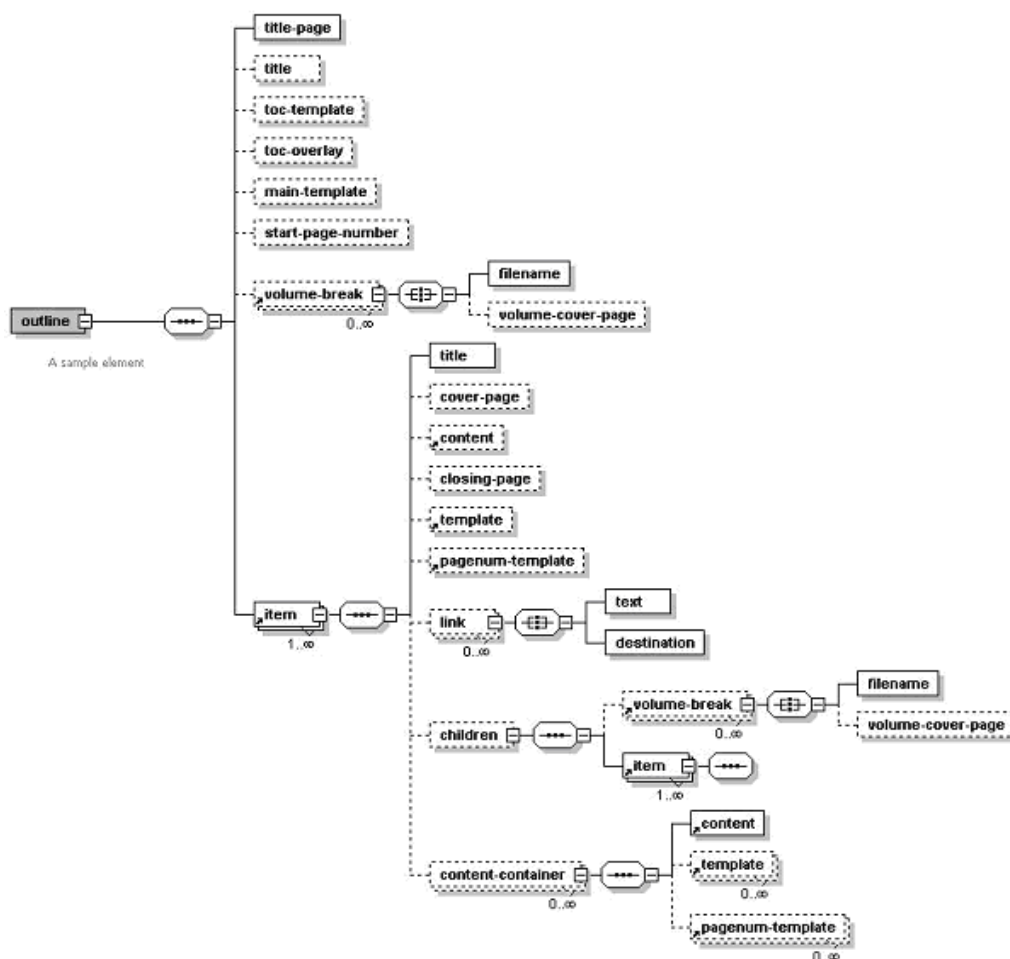 title-page
title
toc-template
toc-overlay
main-template
start-page-number
volume-break
0..∞
filename
volume-cover-page
outline
A sample element
item
1..∞
title
cover-page
content
closing-page
template
pagenum-template
link
0..∞
text
destination
children
volume-break
0..∞
filename
volume-cover-page
item
1..∞
content-container
0..∞
content
template
0..∞
pagenum-template
0..∞